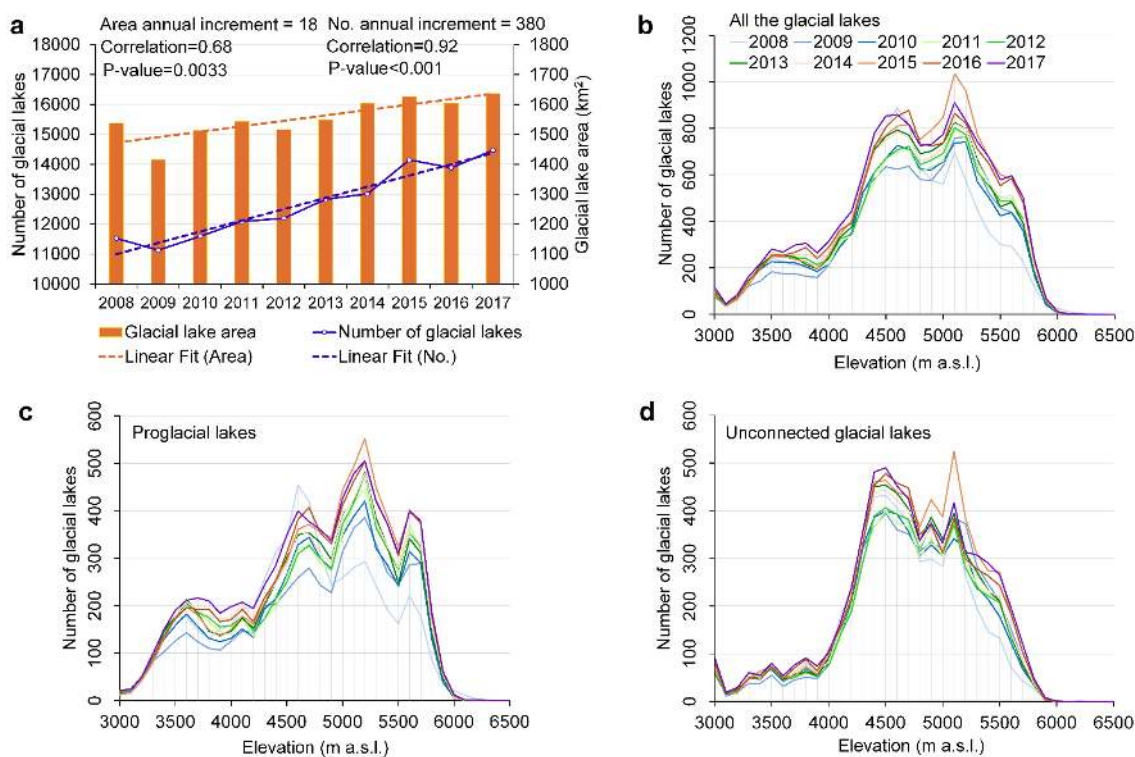 a
Area annual increment = 18 No. annual increment = 380
Correlation=0.68 Correlation=0.92
P-value=0.0033 P-value<0.001
Number of glacial lakes
18000
17000
16000
15000
14000
13000
12000
11000
10000
1800
1700
1600
1500
1400
1300
1200
1100
1000
Glacial lake area (km²)
2008 2009 2010 2011 2012 2013 2014 2015 2016 2017
Glacial lake area Number of glacial lakes
Linear Fit (Area) Linear Fit (No.)
b
All the glacial lakes
2008 2009 2010 2011 2012
2013 2014 2015 2016 2017
Number of glacial lakes
1200
1000
800
600
400
200
0
3000 3500 4000 4500 5000 5500 6000 6500
Elevation (m a.s.l.)
c
Proglacial lakes
Number of glacial lakes
600
500
400
300
200
100
0
3000 3500 4000 4500 5000 5500 6000 6500
Elevation (m a.s.l.)
d
Unconnected glacial lakes
Number of glacial lakes
600
500
400
300
200
100
0
3000 3500 4000 4500 5000 5500 6000 6500
Elevation (m a.s.l.)